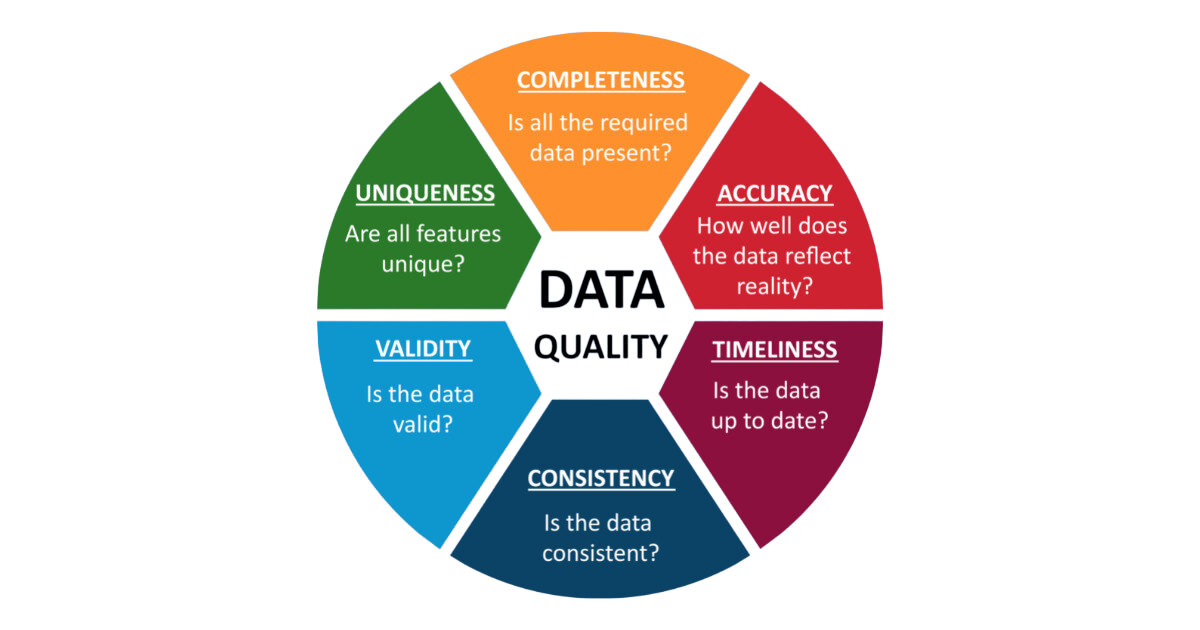 COMPLETENESS
Is all the required
data present?
ACCURACY
How well does
the data reflect
reality?
TIMELINESS
Is the data
up to date?
CONSISTENCY
Is the data
consistent?
VALIDITY
Is the data
valid?
UNIQUENESS
Are all features
unique?
DATA
QUALITY